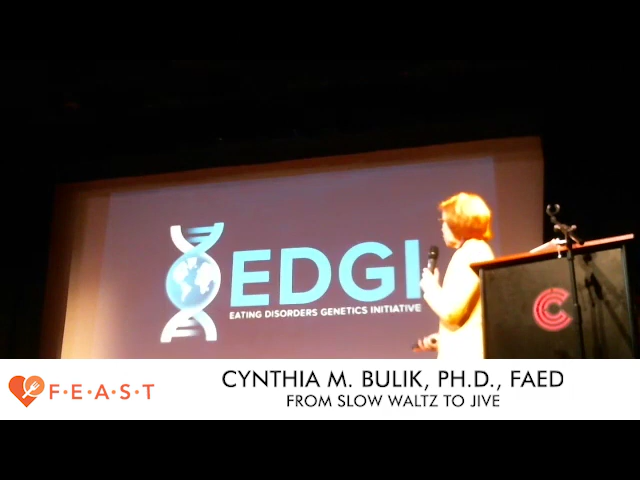 EDGI
EATING DISORDERS GENETICS INITIATIVE
F·E·A·S·T
CYNTHIA M. BULIK, PH.D., FAED
FROM SLOW WALTZ TO JIVE